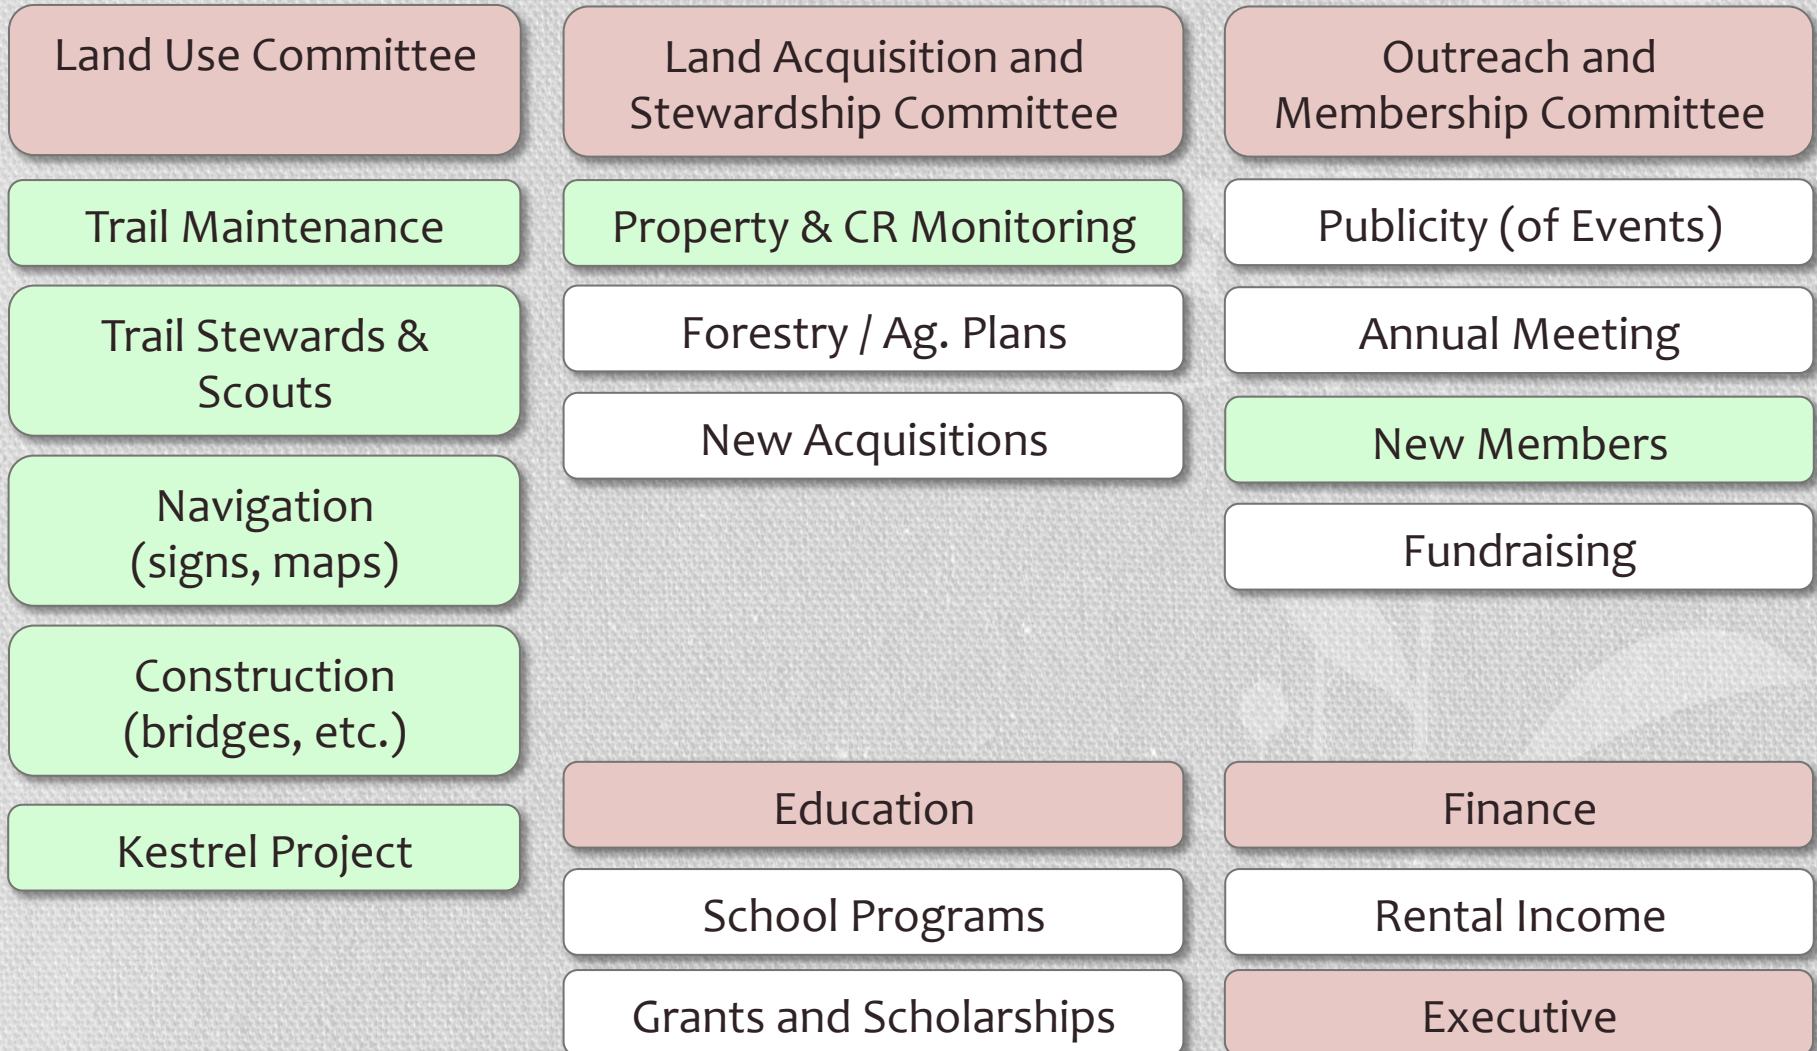 Land Use Committee
Trail Maintenance
Trail Stewards &
Scouts
Navigation
(signs, maps)
Construction
(bridges, etc.)
Kestrel Project
Land Acquisition and
Stewardship Committee
Property & CR Monitoring
Forestry / Ag. Plans
New Acquisitions
Education
School Programs
Grants and Scholarships
Outreach and
Membership Committee
Publicity (of Events)
Annual Meeting
New Members
Fundraising
Finance
Rental Income
Executive